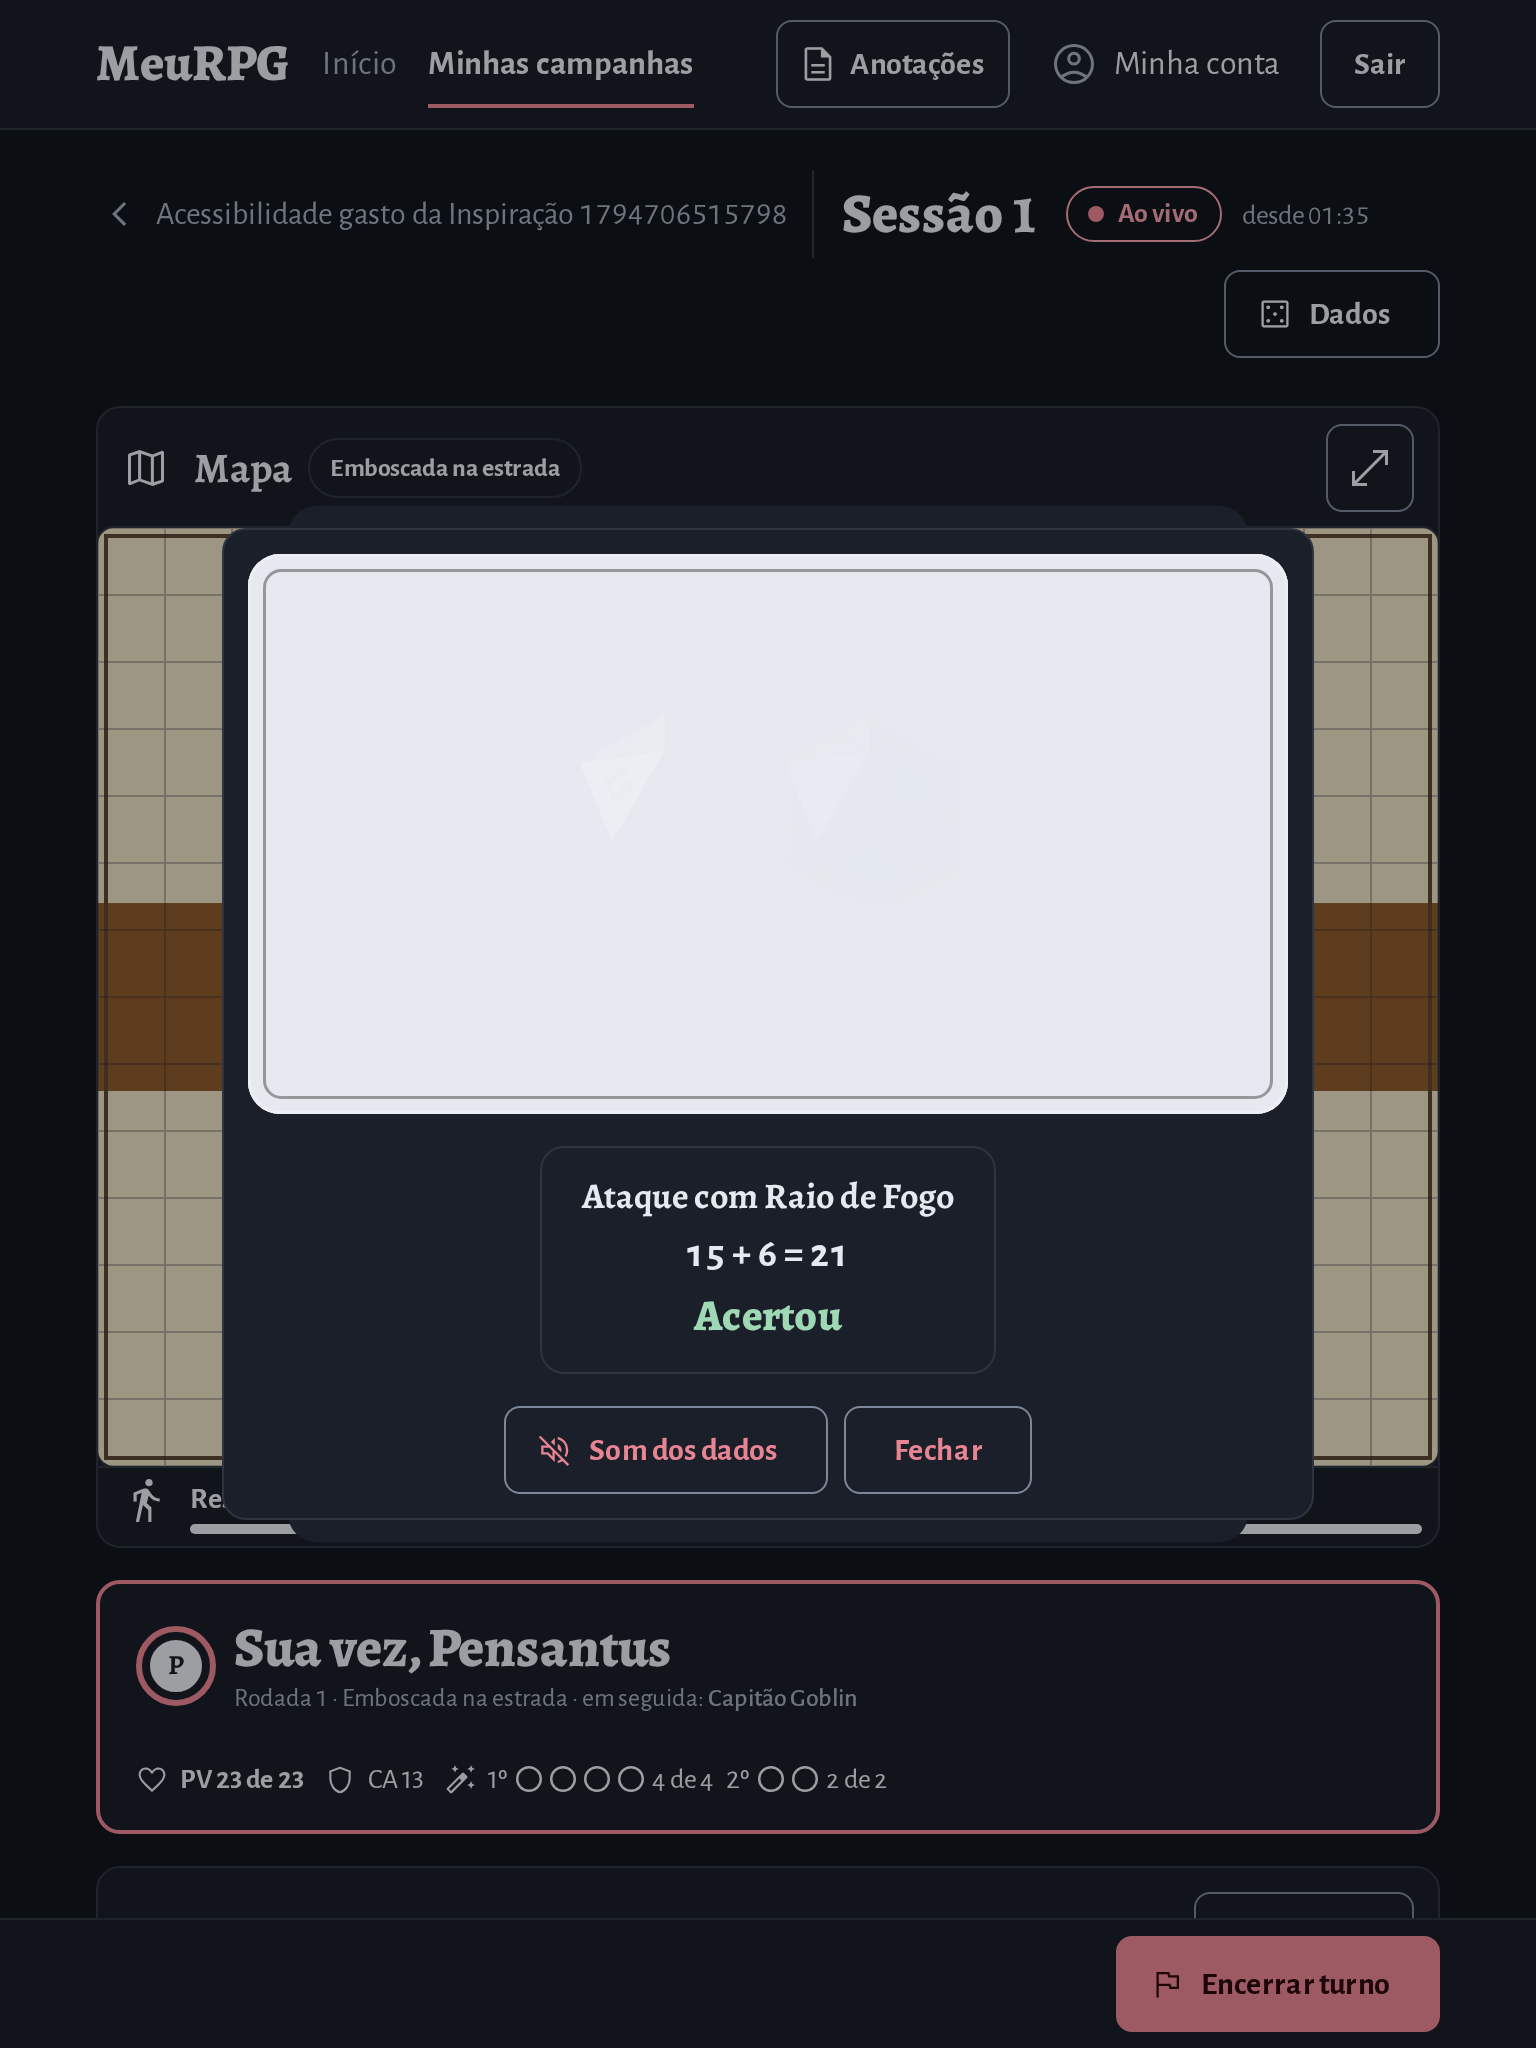 MeuRPG Início Minhas campanhas Anotações Minha conta Sair
Acessibilidade gasto da Inspiração 1794706515798 Sessão 1 Ao vivo desde 01:35
Dados
Mapa Emboscada na estrada
Ataque com Raio de Fogo
15 + 6 = 21
Acertou
Som dos dados Fechar
Sua vez, Pensantus
P
Rodada 1 · Emboscada na estrada · em seguida: Capitão Goblin
PV 23 de 23 CA 13 1º 4 de 4 2º 2 de 2
Encerrar turno